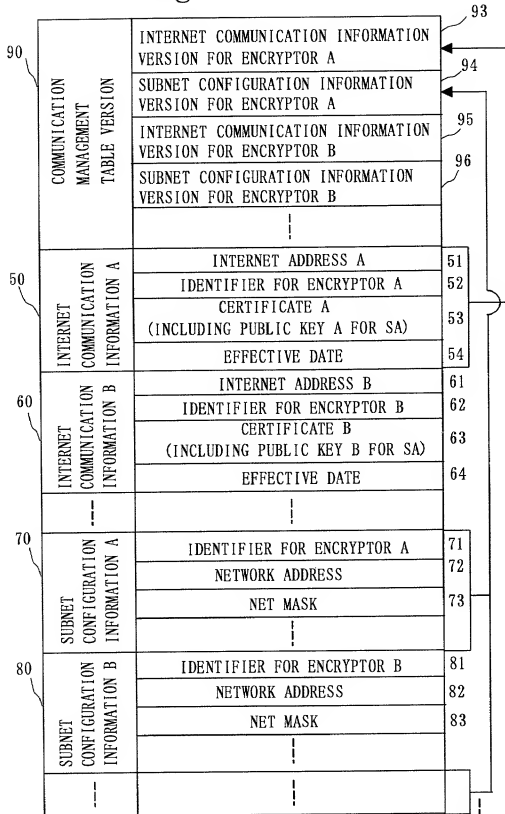 93
90
INTERNET COMMUNICATION INFORMATION
VERSION FOR ENCRYPTOR A
94
SUBNET CONFIGURATION INFORMATION
VERSION FOR ENCRYPTOR A
95
INTERNET COMMUNICATION INFORMATION
VERSION FOR ENCRYPTOR B
96
SUBNET CONFIGURATION INFORMATION
VERSION FOR ENCRYPTOR B
COMMUNICATION
MANAGEMENT
TABLE VERSION
50
INTERNET
COMMUNICATION
INFORMATION A
INTERNET ADDRESS A 51
IDENTIFIER FOR ENCRYPTOR A 52
CERTIFICATE A
(INCLUDING PUBLIC KEY A FOR SA) 53
EFFECTIVE DATE 54
60
INTERNET
COMMUNICATION
INFORMATION B
INTERNET ADDRESS B 61
IDENTIFIER FOR ENCRYPTOR B 62
CERTIFICATE B
(INCLUDING PUBLIC KEY B FOR SA) 63
EFFECTIVE DATE 64
70
SUBNET
CONFIGURATION
INFORMATION A
IDENTIFIER FOR ENCRYPTOR A 71
NETWORK ADDRESS 72
NET MASK 73
80
SUBNET
CONFIGURATION
INFORMATION B
IDENTIFIER FOR ENCRYPTOR B 81
NETWORK ADDRESS 82
NET MASK 83